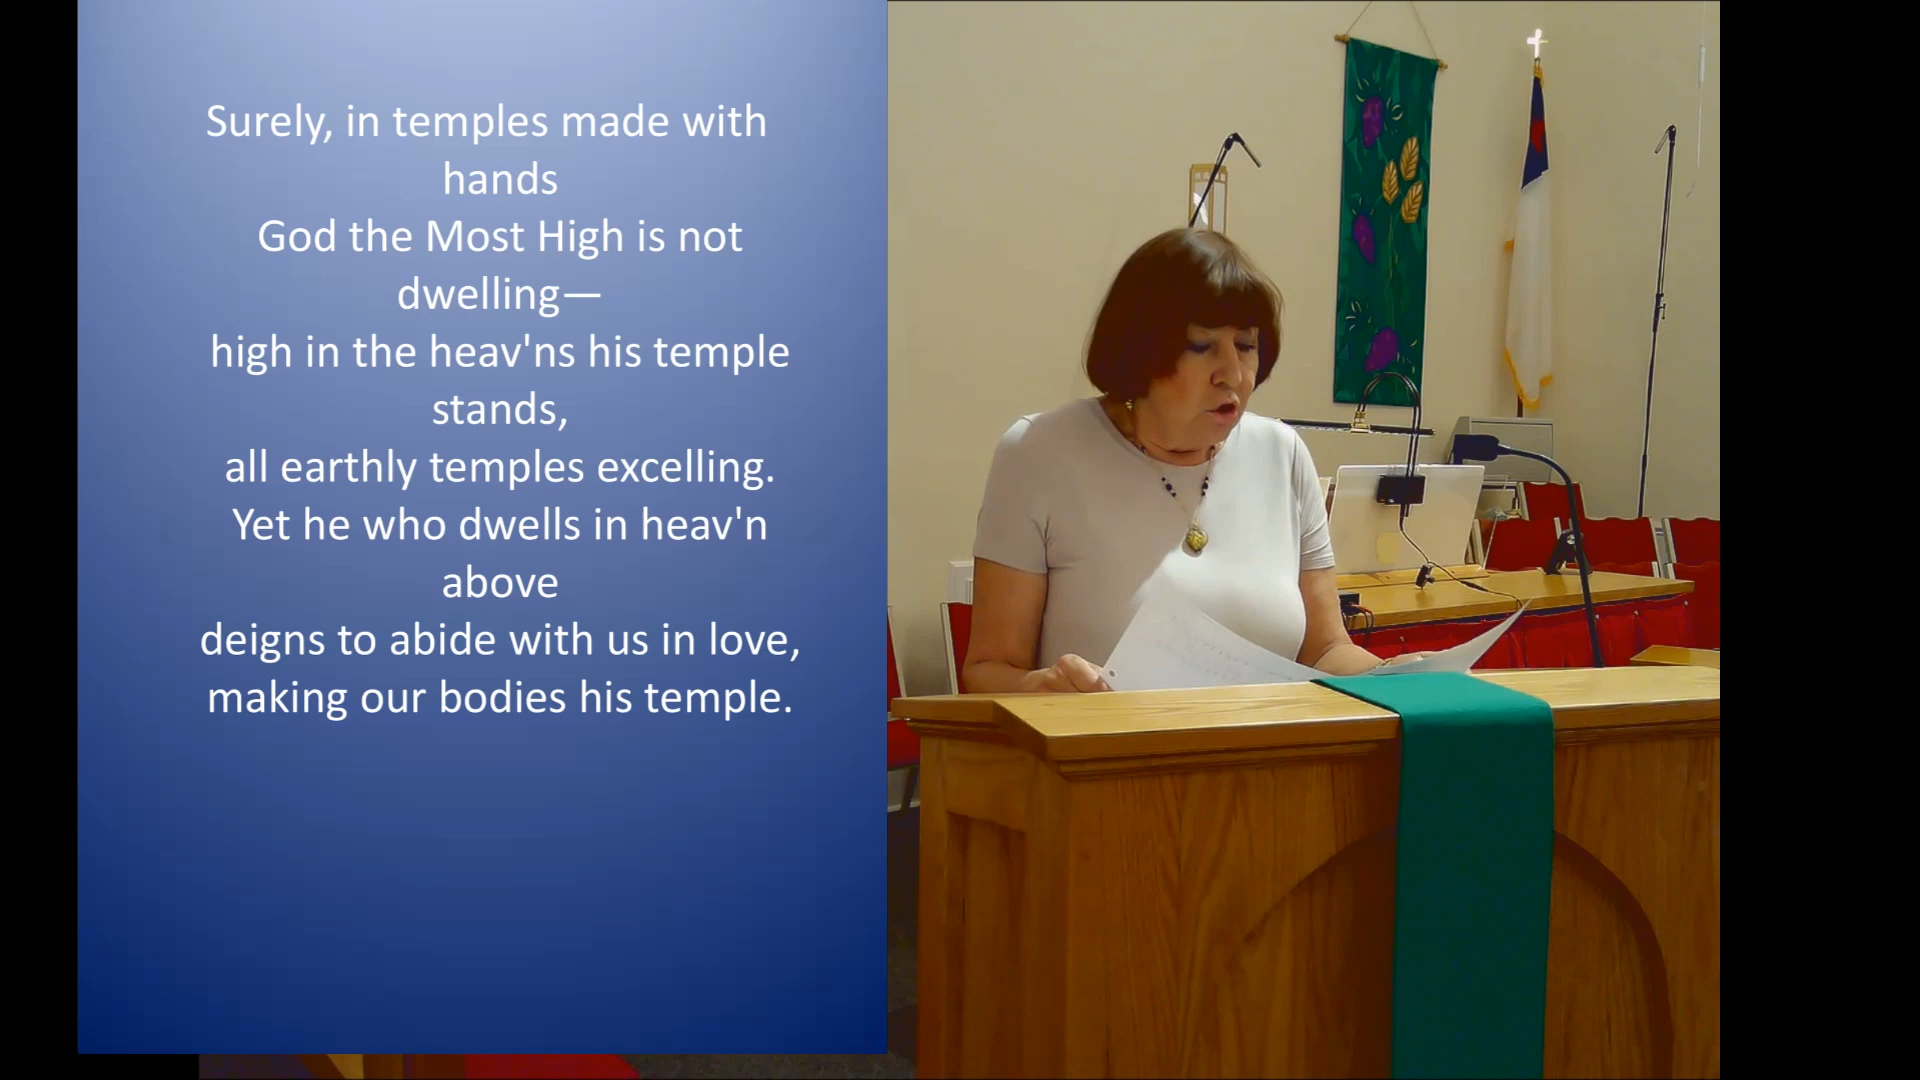 Surely, in temples made with
hands
God the Most High is not
dwelling—
high in the heav'ns his temple
stands,
all earthly temples excelling.
Yet he who dwells in heav'n
above
deigns to abide with us in love,
making our bodies his temple.